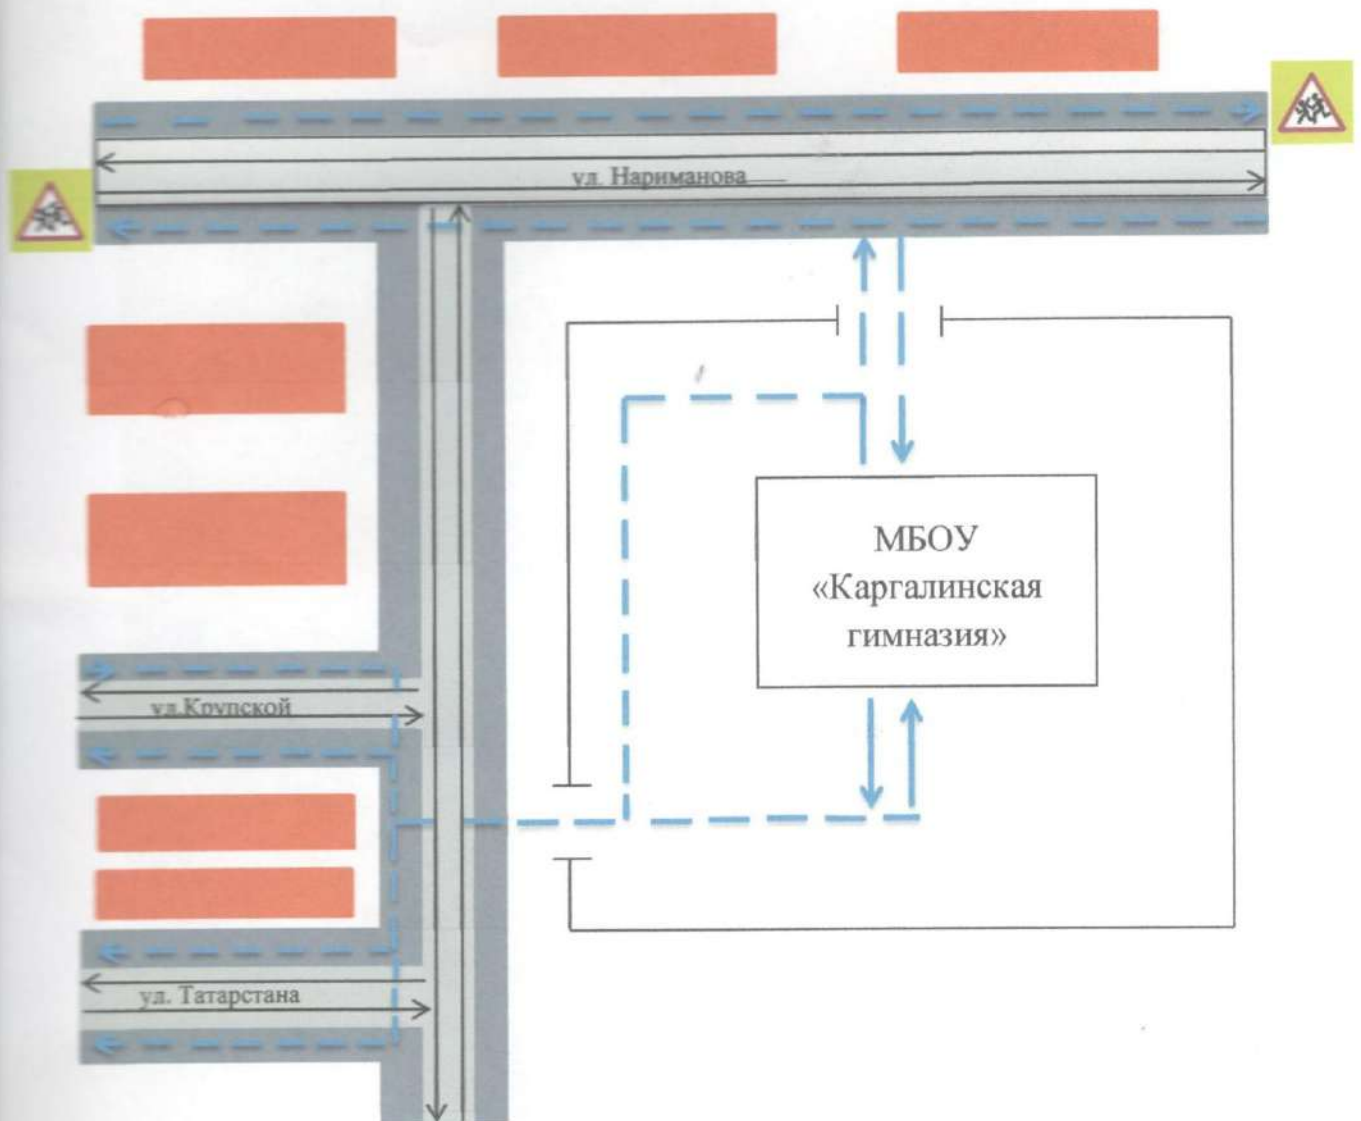 ул. Нариманова
МБОУ
«Каргалинская
гимназия»
ул.Крупской
ул. Татарстана